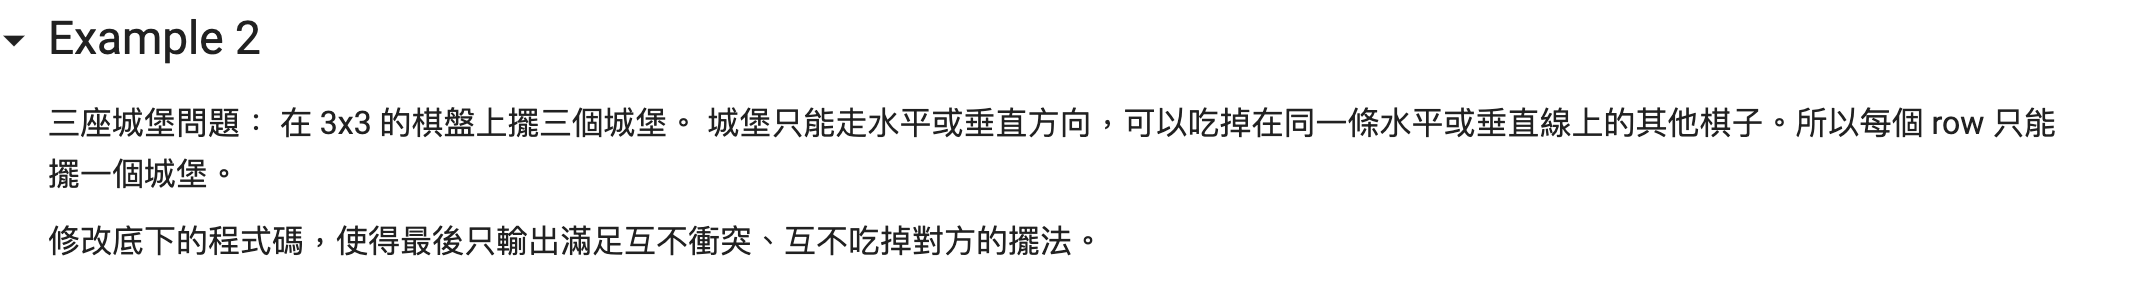 Example 2
三座城堡問題： 在 3x3 的棋盤上擺三個城堡。 城堡只能走水平或垂直方向，可以吃掉在同一條水平或垂直線上的其他棋子。所以每個 row 只能
擺一個城堡。
修改底下的程式碼，使得最後只輸出滿足互不衝突、互不吃掉對方的擺法。